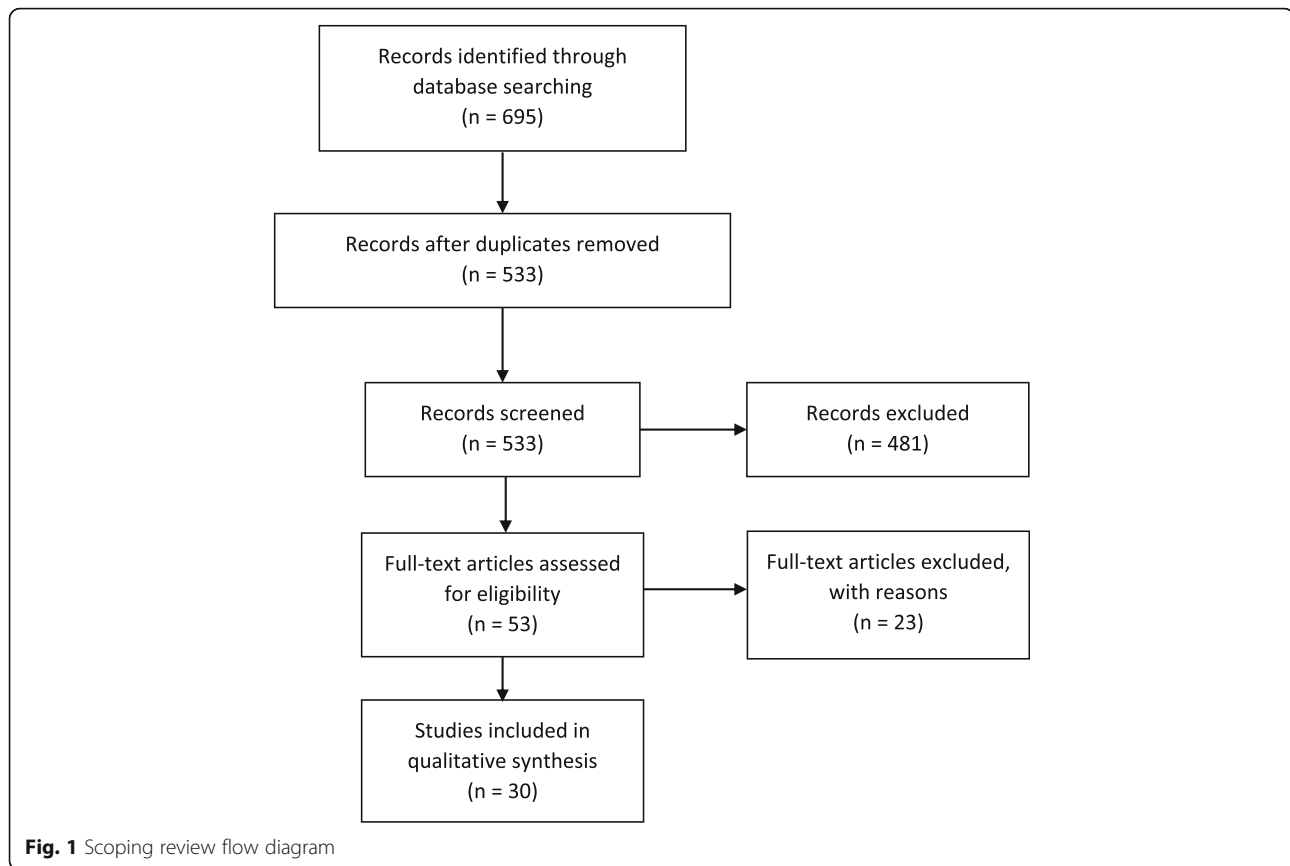 Records identified through
database searching
(n = 695)
Records after duplicates removed
(n = 533)
Records screened
(n = 533)
Records excluded
(n = 481)
Full-text articles assessed
for eligibility
(n = 53)
Full-text articles excluded,
with reasons
(n = 23)
Studies included in
qualitative synthesis
(n = 30)
Fig. 1 Scoping review flow diagram